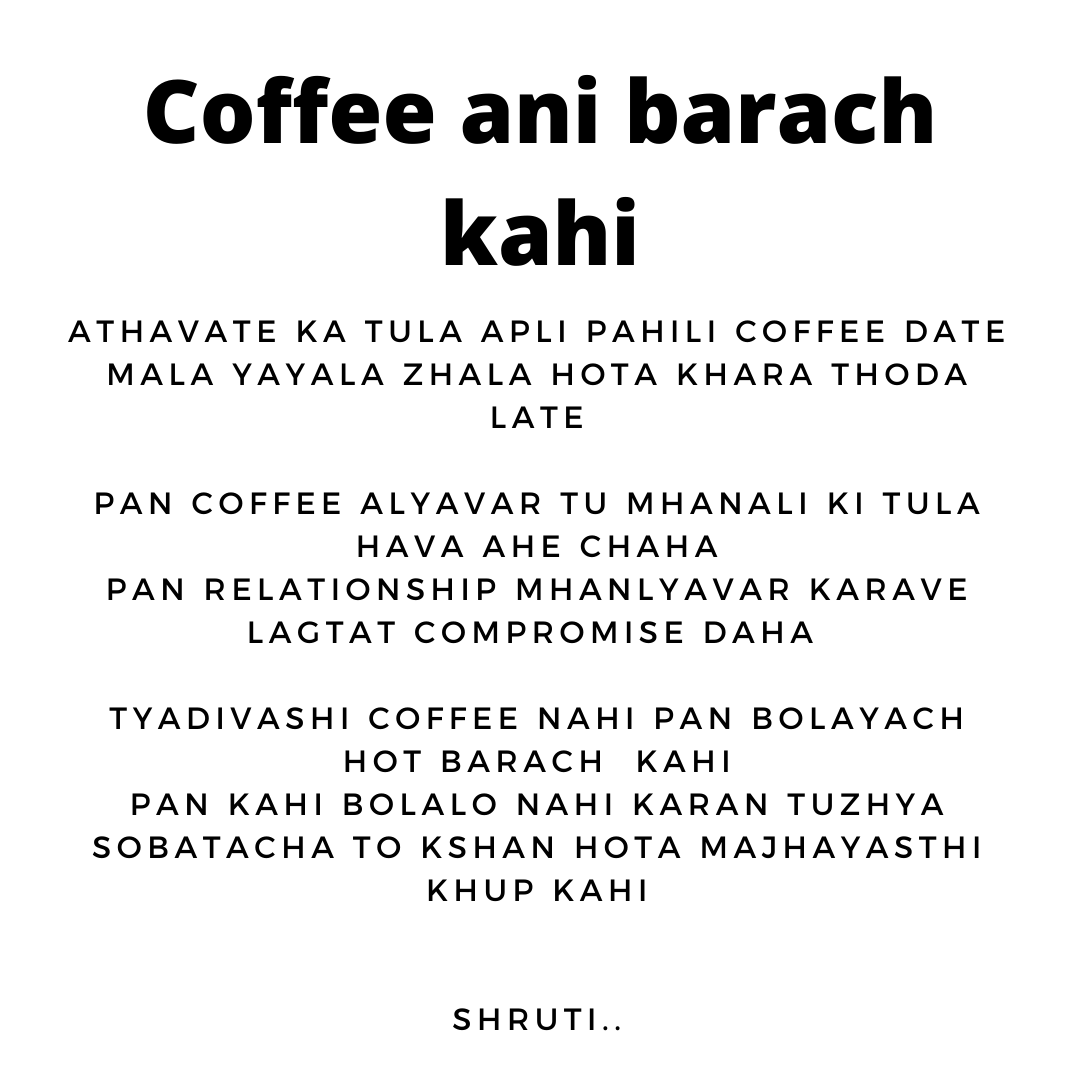 Coffee ani barach
kahi
ATHAVATE KA TULA APLI PAHILI COFFEE DATE
MALA YAYALA ZHALA HOTA KHARA THODA
LATE
PAN COFFEE ALYAVAR TU MHANALI KI TULA
HAVA AHE CHAHA
PAN RELATIONSHIP MHANLYAVAR KARAVE
LAGTAT COMPROMISE DAHA
TYADIVASHI COFFEE NAHI PAN BOLAYACH
HOT BARACH  KAHI
PAN KAHI BOLALO NAHI KARAN TUZHYA
SOBATACHA TO KSHAN HOTA MAJHAYASTHI
KHUP KAHI
SHRUTI..